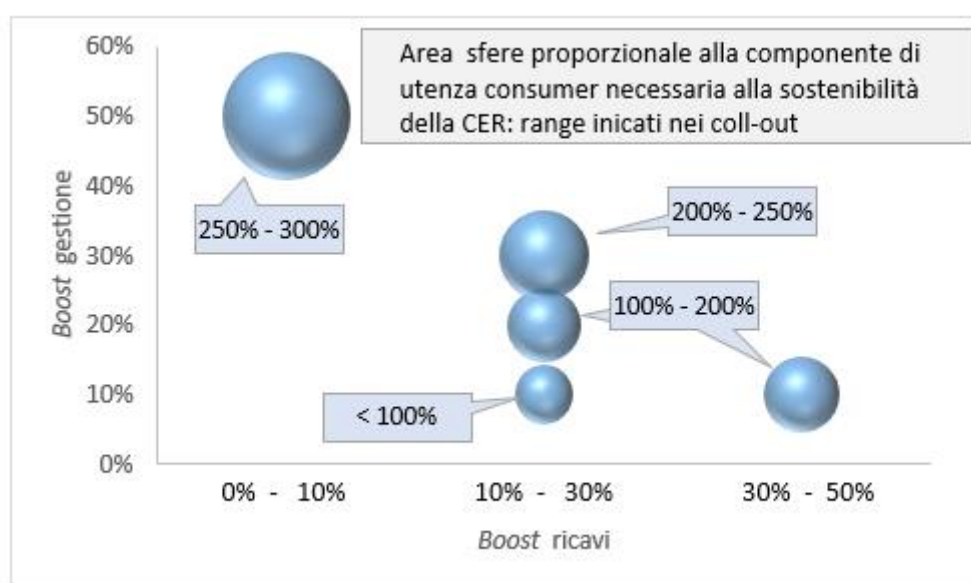 60%
Area sfere proporzionale alla componente di
utenza consumer necessaria alla sostenibilità
della CER: range inicati nei coll-out
50%
40%
250% - 300%
200% - 250%
30%
100% - 200%
20%
10%
< 100%
0%
Boost gestione
0% - 10%
10% - 30%
30% - 50%
Boost ricavi